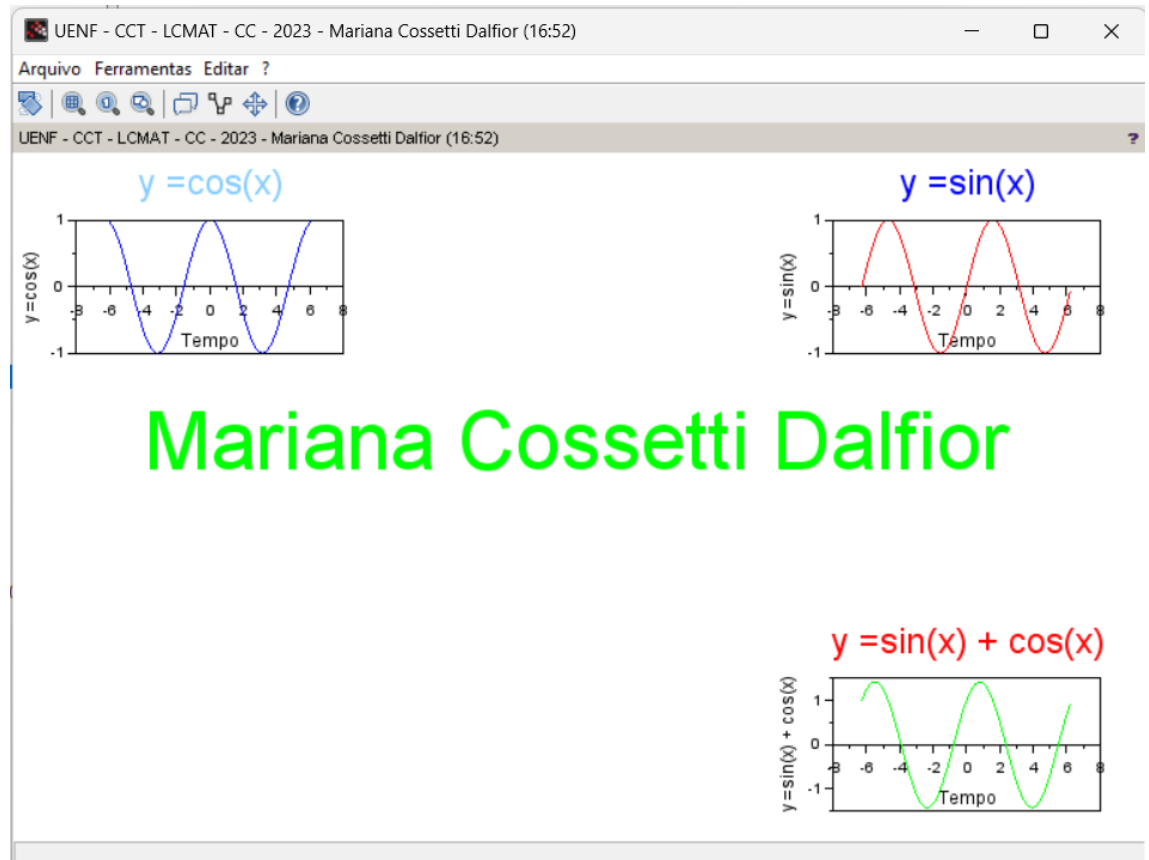 UENF - CCT - LCMAT - CC - 2023 - Mariana Cossetti Dalfior (16:52)
Arquivo Ferramentas Editar ?
UENF - CCT - LCMAT - CC - 2023 - Mariana Cossetti Dalfior (16:52) ?
y =cos(x)
y =cos(x)
1
0
-1
-8 -6 -4 -2 0 2 4 6 8
Tempo
y =sin(x)
y =sin(x)
1
0
-1
-8 -6 -4 -2 0 2 4 6 8
Tempo
Mariana Cossetti Dalfior
y =sin(x) + cos(x)
y =sin(x) + cos(x)
1
0
-1
-8 -6 -4 -2 0 2 4 6 8
Tempo